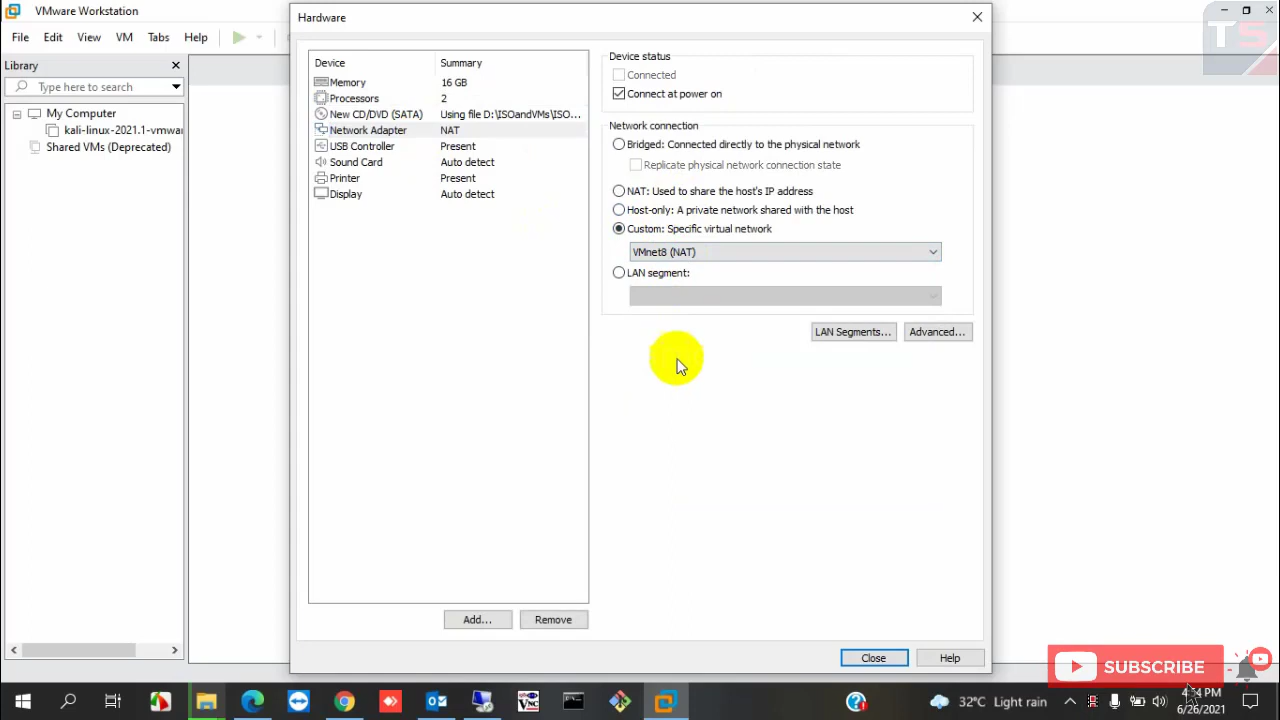 VMware Workstation
File Edit View VM Tabs Help
Library
Type here to search
My Computer
kali-linux-2021.1-vmwar
Shared VMs (Deprecated)
Hardware
Device Summary
Memory 16 GB
Processors 2
New CD/DVD (SATA) Using file D:\ISOandVMs\ISO...
Network Adapter NAT
USB Controller Present
Sound Card Auto detect
Printer Present
Display Auto detect
Add... Remove
Device status
Connected
Connect at power on
Network connection
Bridged: Connected directly to the physical network
Replicate physical network connection state
NAT: Used to share the host's IP address
Host-only: A private network shared with the host
Custom: Specific virtual network
VMnet8 (NAT)
LAN segment:
LAN Segments... Advanced...
Close Help
TS
SUBSCRIBE
32°C Light rain
PM
6/26/2021